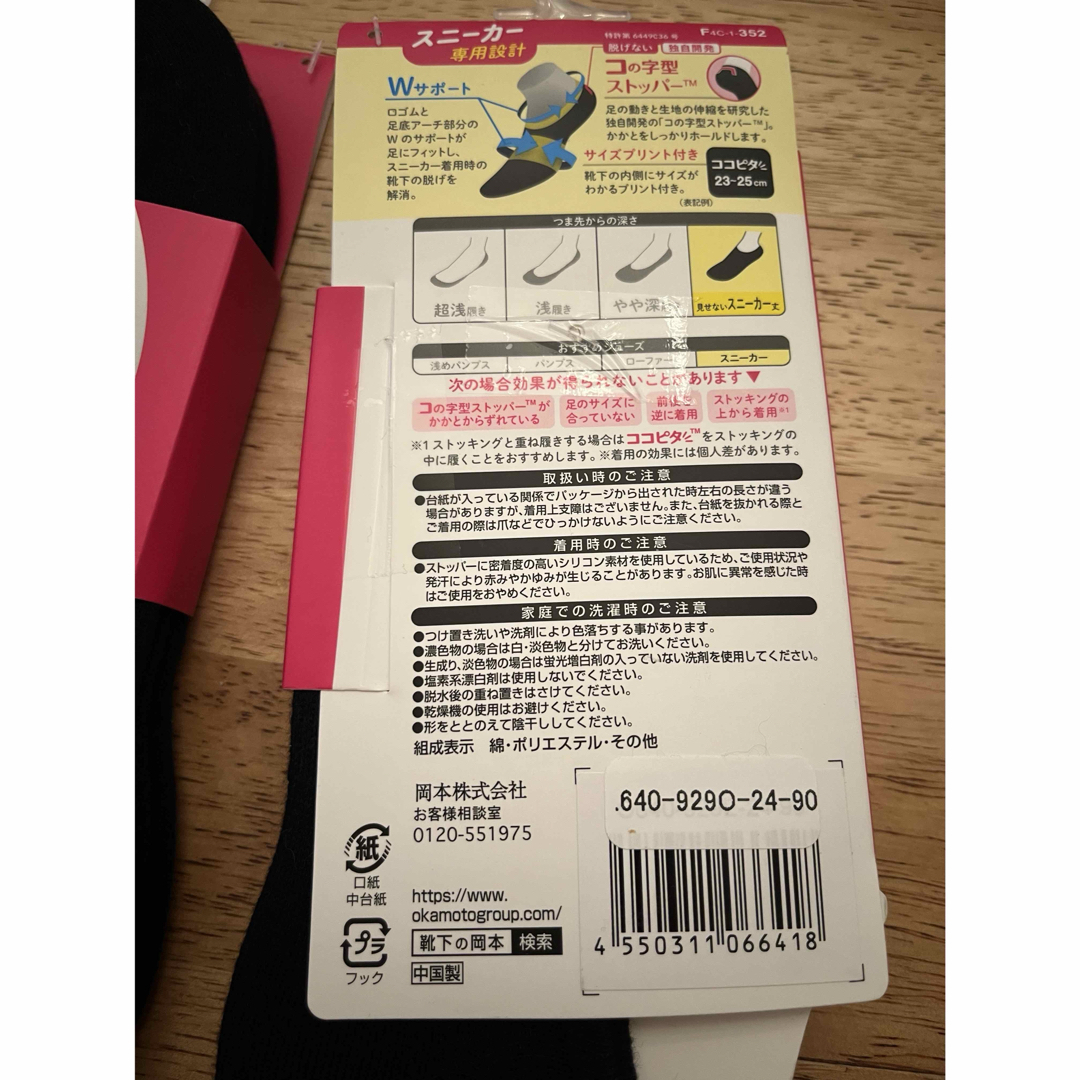 スニーカー
専用設計
F4C-1-352
脱げない 独自開発
コの字型
ストッパー™
Wサポート
口ゴムと
足底アーチ部分の
Wのサポートが
足にフィットし、
スニーカー着用時の
靴下の脱げを
解消。
足の動きと生地の伸縮を研究した
独自開発の「コの字型ストッパー™」。
かかとをしっかりホールドします。
サイズプリント付き
靴下の内側にサイズが
わかるプリント付き。
ココピタッ
23-25cm
(表記例)
つま先からの深さ
超浅履き 浅履き やや深 見せないスニーカー丈
おすすめシューズ
浅めパンプス パンプス ローファー スニーカー
次の場合効果が得られないことがあります▼
コの字型ストッパー™が
かかとからずれている
足のサイズに
合っていない
前後を
逆に着用
ストッキングの
上から着用※1
※1 ストッキングと重ね履きする場合はココピタッ™をストッキングの
中に履くことをおすすめします。※着用の効果には個人差があります。
取扱い時のご注意
●台紙が入っている関係でパッケージから出された時左右の長さが違う
場合がありますが、着用上支障はございません。また、台紙を抜かれる際と
ご着用の際は爪などでひっかけないようにご注意ください。
着用時のご注意
●ストッパーに密着度の高いシリコン素材を使用しているため、ご使用状況や
発汗により赤みやかゆみが生じることがあります。お肌に異常を感じた時
はご使用をおやめください。
家庭での洗濯時のご注意
●つけ置き洗いや洗剤により色落ちする事があります。
●濃色物の場合は白・淡色物と分けてお洗いください。
●生成り、淡色物の場合は蛍光増白剤の入っていない洗剤を使用してください。
●塩素系漂白剤は使用しないでください。
●脱水後の重ね置きはさけてください。
●乾燥機の使用はお避けください。
●形をととのえて陰干ししてください。
組成表示 綿・ポリエステル・その他
岡本株式会社
お客様相談室
0120-551975
紙
口紙
中台紙
https://www.
okamotogroup.com/
靴下の岡本 検索
プラ
フック
中国製
.640-9290-24-90
4 550311 066418